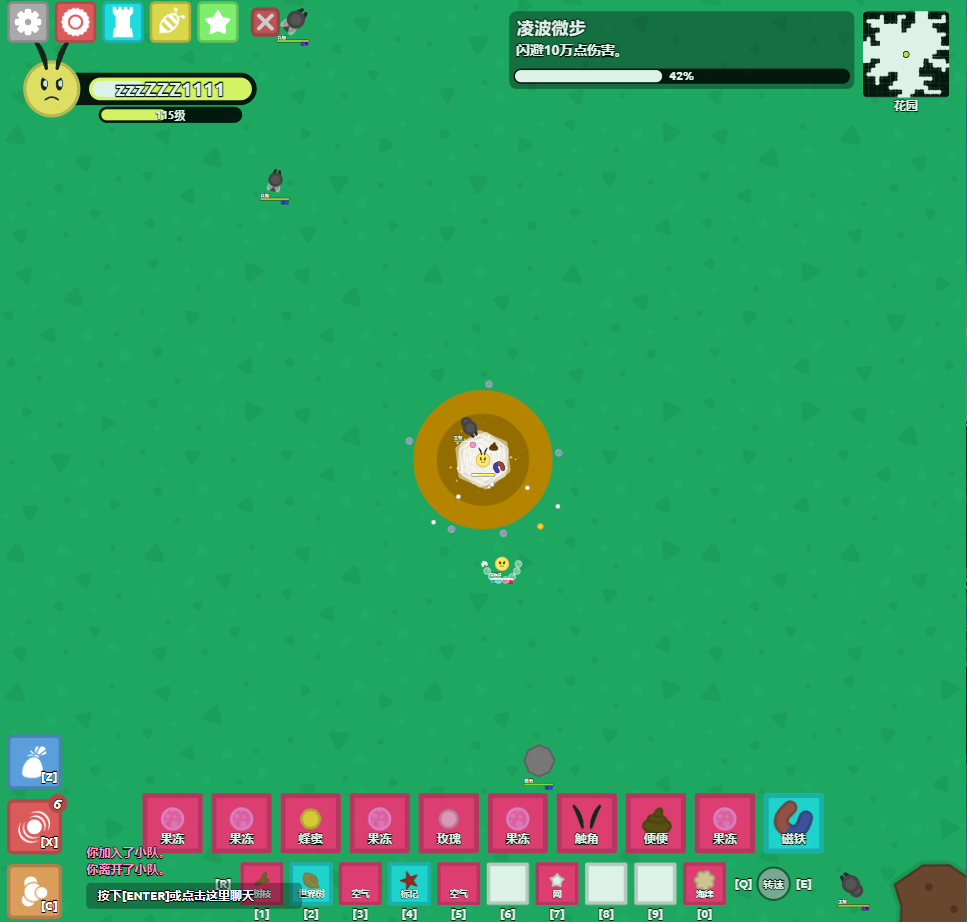 凌波微步
闪避10万点伤害。
42%
花园
zzzZZZ1111
115级
[Z]
6
[X]
[C]
果冻
果冻
蜂蜜
果冻
玫瑰
果冻
触角
便便
果冻
磁铁
你加入了小队。
你离开了小队。
按下[ENTER]或点击这里聊天
[R]
树枝
世界树
空气
标记
空气
网
海绵
[Q]
转速
[E]
[1]
[2]
[3]
[4]
[5]
[6]
[7]
[8]
[9]
[0]